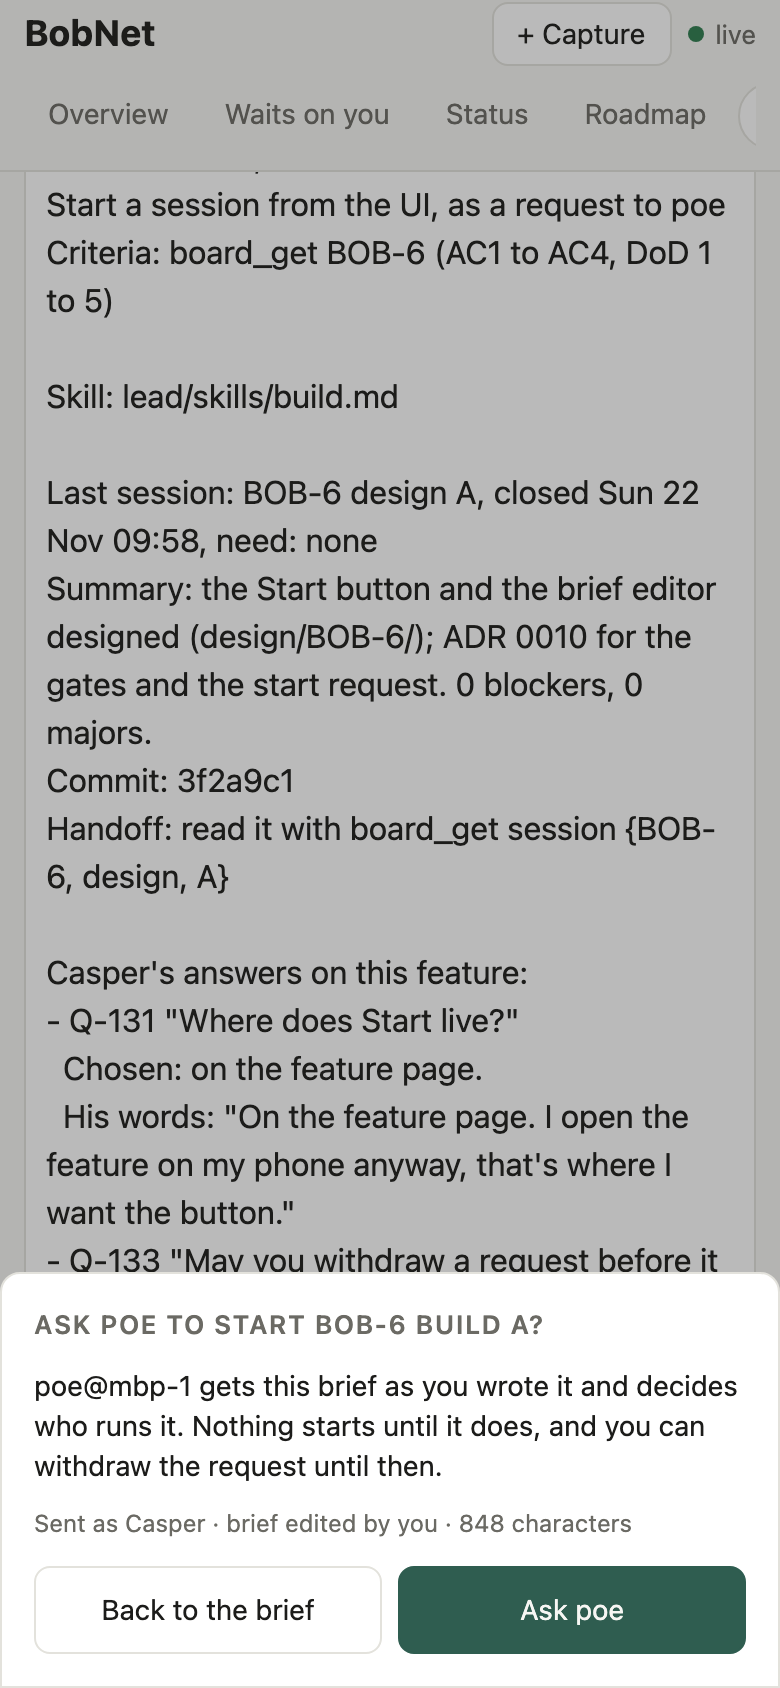 BobNet
+ Capture
live
Overview
Waits on you
Status
Roadmap
Start a session from the UI, as a request to poe
Criteria: board_get BOB-6 (AC1 to AC4, DoD 1
to 5)
Skill: lead/skills/build.md
Last session: BOB-6 design A, closed Sun 22
Nov 09:58, need: none
Summary: the Start button and the brief editor
designed (design/BOB-6/); ADR 0010 for the
gates and the start request. 0 blockers, 0
majors.
Commit: 3f2a9c1
Handoff: read it with board_get session {BOB-
6, design, A}
Casper's answers on this feature:
- Q-131 "Where does Start live?"
Chosen: on the feature page.
His words: "On the feature page. I open the
feature on my phone anyway, that's where I
want the button."
- Q-133 "May you withdraw a request before it
ASK POE TO START BOB-6 BUILD A?
poe@mbp-1 gets this brief as you wrote it and decides
who runs it. Nothing starts until it does, and you can
withdraw the request until then.
Sent as Casper · brief edited by you · 848 characters
Back to the brief
Ask poe